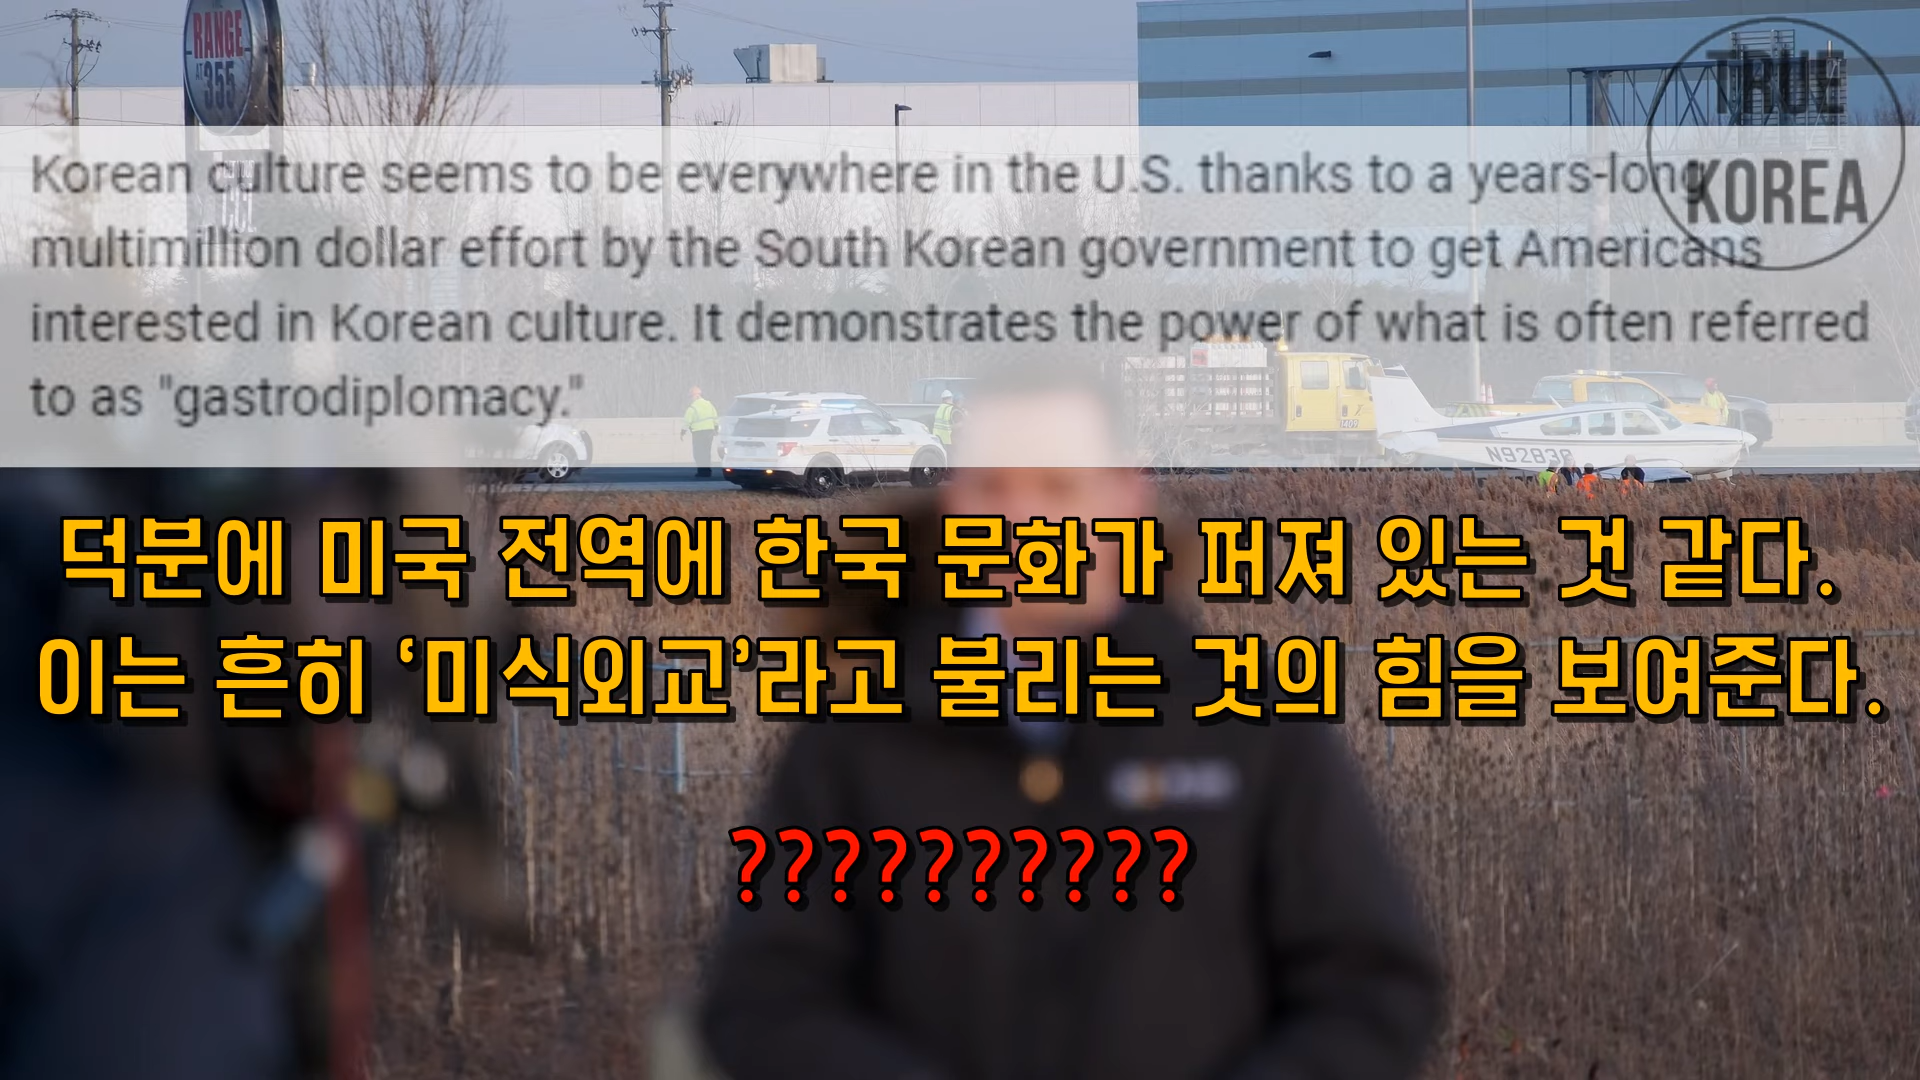 RANGE
AT
355
TRUE
KOREA
Korean culture seems to be everywhere in the U.S. thanks to a years-long
multimillion dollar effort by the South Korean government to get Americans
interested in Korean culture. It demonstrates the power of what is often referred
to as "gastrodiplomacy."
덕분에 미국 전역에 한국 문화가 퍼져 있는 것 같다.
이는 흔히 ‘미식외교’라고 불리는 것의 힘을 보여준다.
??????????